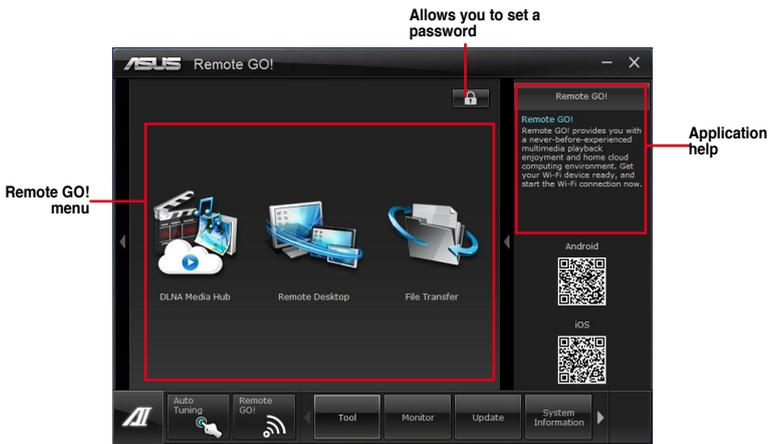 Allows you to set a
password
ASUS Remote GO!
Remote GO!
Remote GO!
Remote GO! provides you with
a never-before-experienced
multimedia playback
enjoyment and home cloud
computing environment. Get
your Wi-Fi device ready, and
start the Wi-Fi connection now.
Application
help
Remote GO!
menu
DLNA Media Hub
Remote Desktop
File Transfer
Android
iOS
AI
Auto
Tuning
Remote
GO!
Tool
Monitor
Update
System
Information